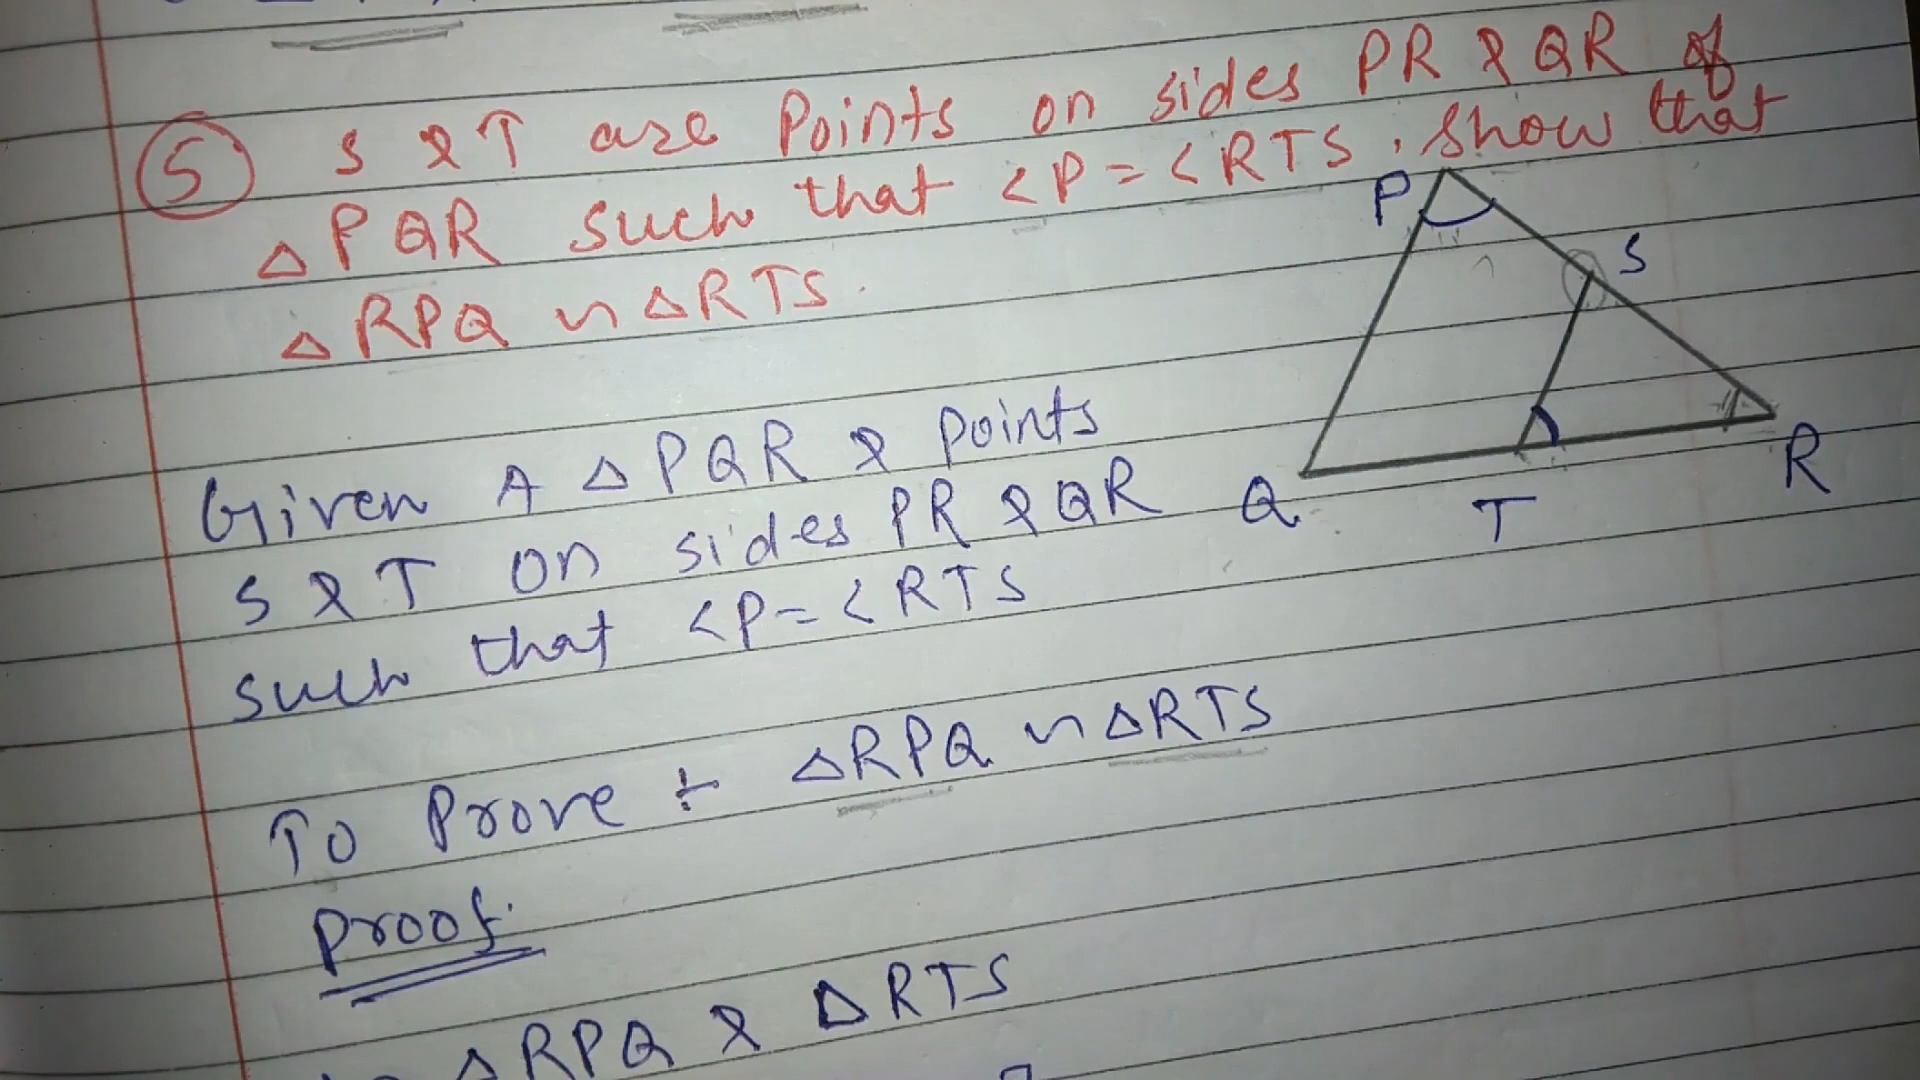 5 S & T are Points on sides PR & QR of
△PQR such that <P = <RTS. Show that
△RPQ ~ △RTS.
P
S
Q
T
R
Given A △PQR & points
S & T on sides PR & QR
such that <P = <RTS
To Prove ÷ △RPQ ~ △RTS
Proof.
△RPQ & △RTS